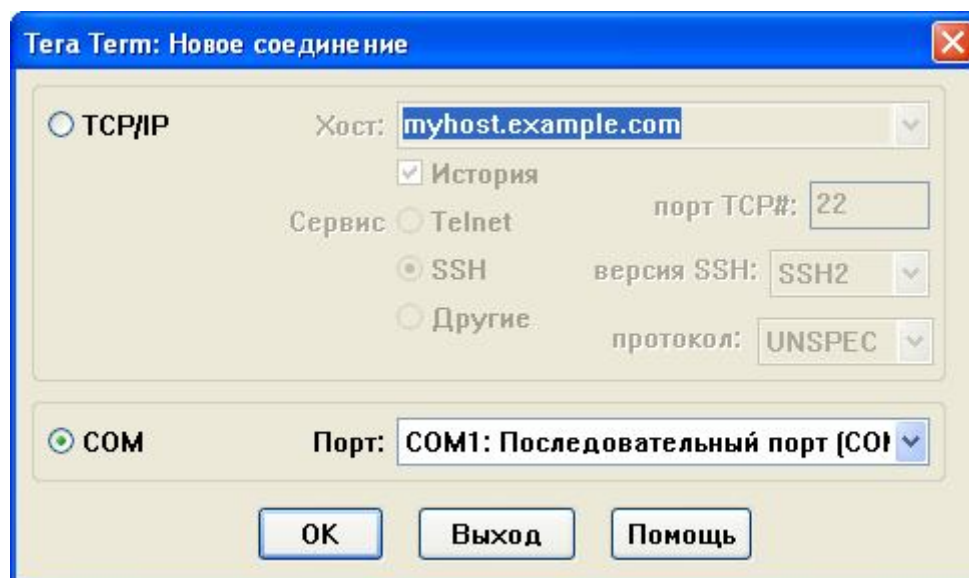 Tera Term: Новое соединение
TCP/IP Хост: myhost.example.com
История
Сервис Telnet порт TCP#: 22
SSH версия SSH: SSH2
Другие протокол: UNSPEC
COM Порт: COM1: Последовательный порт (COM
OK Выход Помощь